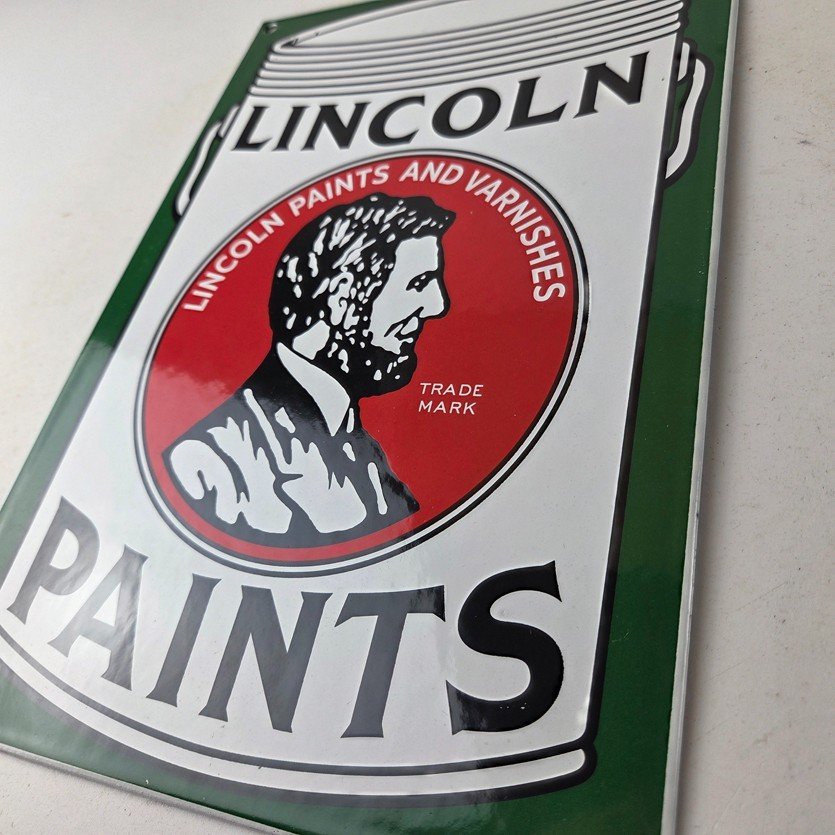 LINCOLN
LINCOLN PAINTS AND VARNISHES
TRADE
MARK
PAINTS